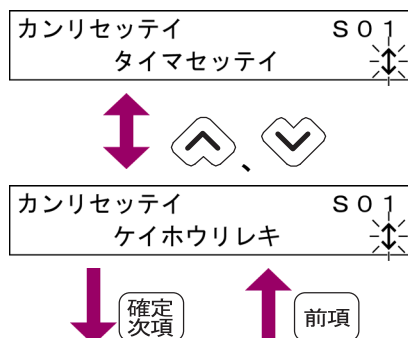 カンリセッテイ S01
タイマセッテイ
、
カンリセッテイ S01
ケイホウリレキ
確定
次項
前項